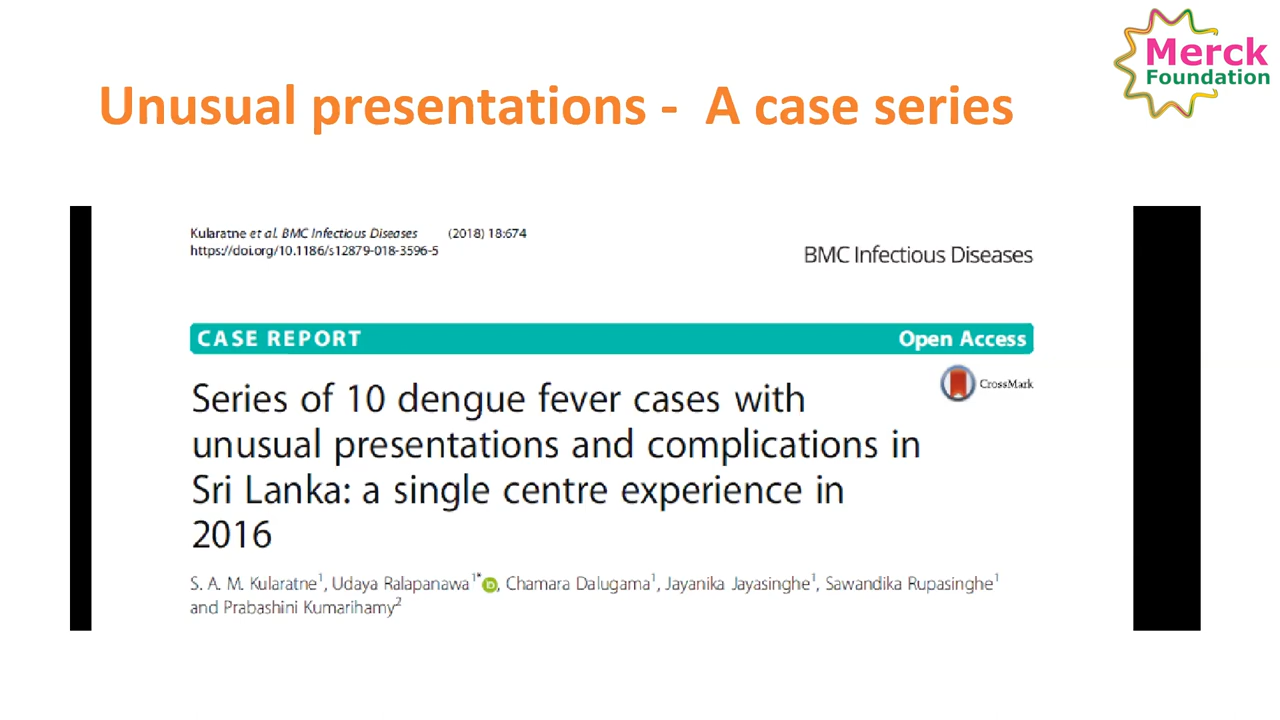 Merck
Foundation
Unusual presentations - A case series
Kularatne et al. BMC Infectious Diseases (2018) 18:674
https://doi.org/10.1186/s12879-018-3596-5
BMC Infectious Diseases
CASE REPORT Open Access
CrossMark
Series of 10 dengue fever cases with
unusual presentations and complications in
Sri Lanka: a single centre experience in
2016
S. A. M. Kularatne1, Udaya Ralapanawa1* iD, Chamara Dalugama1, Jayanika Jayasinghe1, Sawandika Rupasinghe1
and Prabashini Kumarihamy2